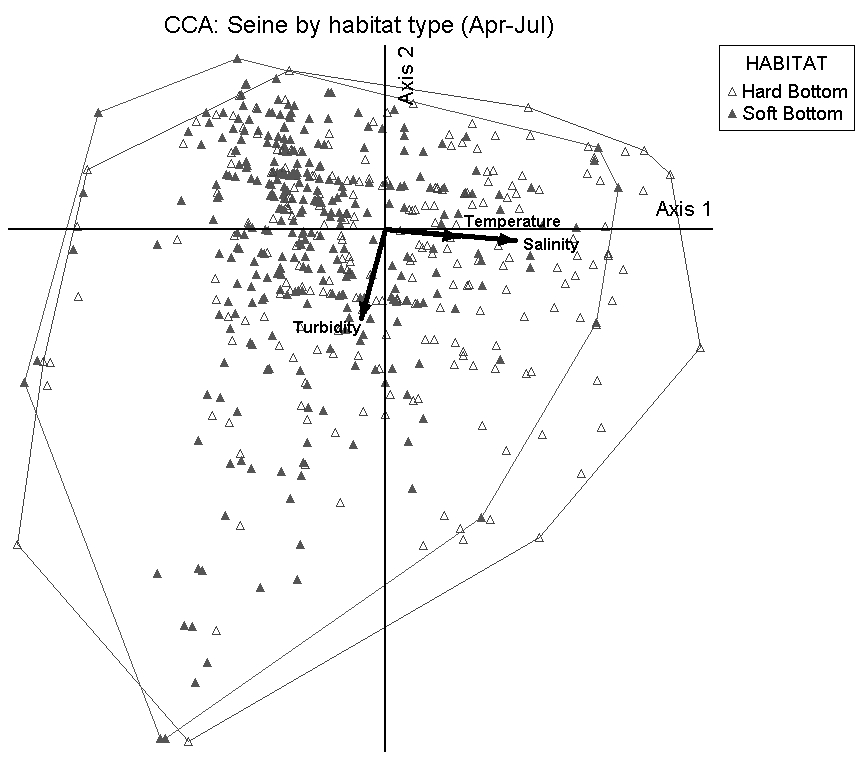 CCA: Seine by habitat type (Apr-Jul)
Axis 2
HABITAT
Hard Bottom
Soft Bottom
Axis 1
Temperature
Salinity
Turbidity